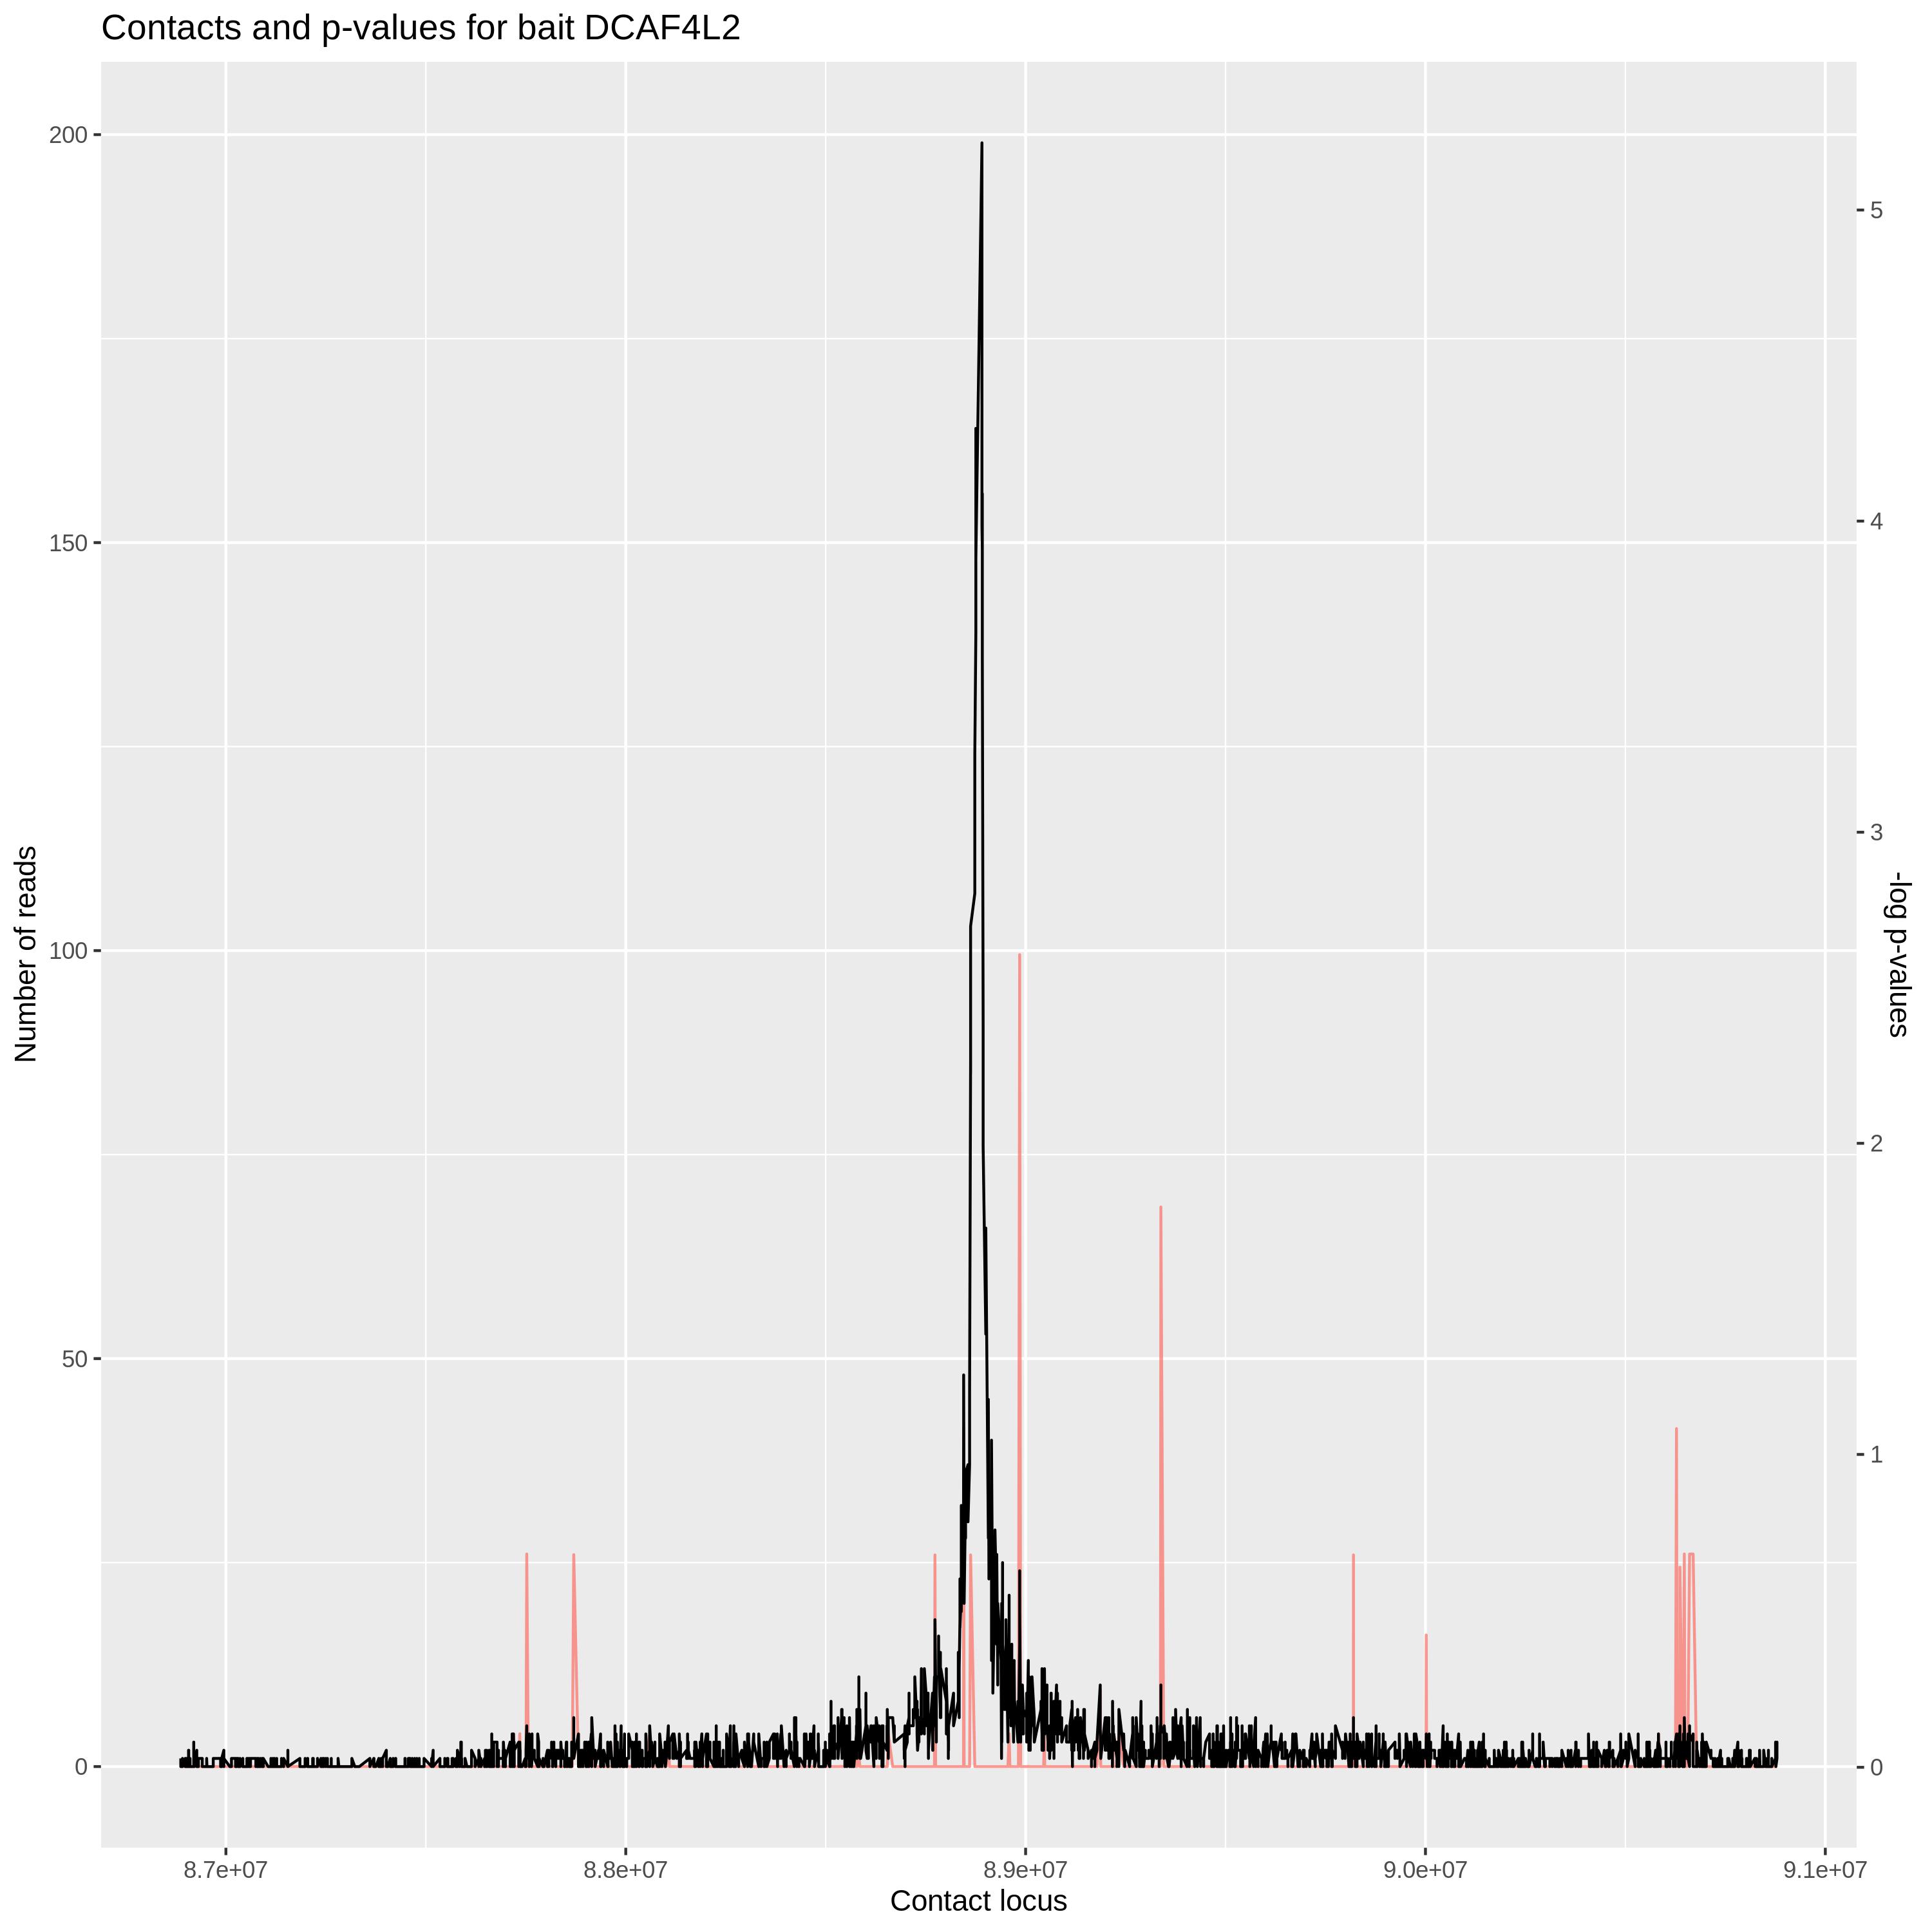 Contacts and p-values for bait DCAF4L2
200
150
100
50
0
Number of reads
5
4
3
2
1
0
-log p-values
8.7e+07
8.8e+07
8.9e+07
9.0e+07
9.1e+07
Contact locus